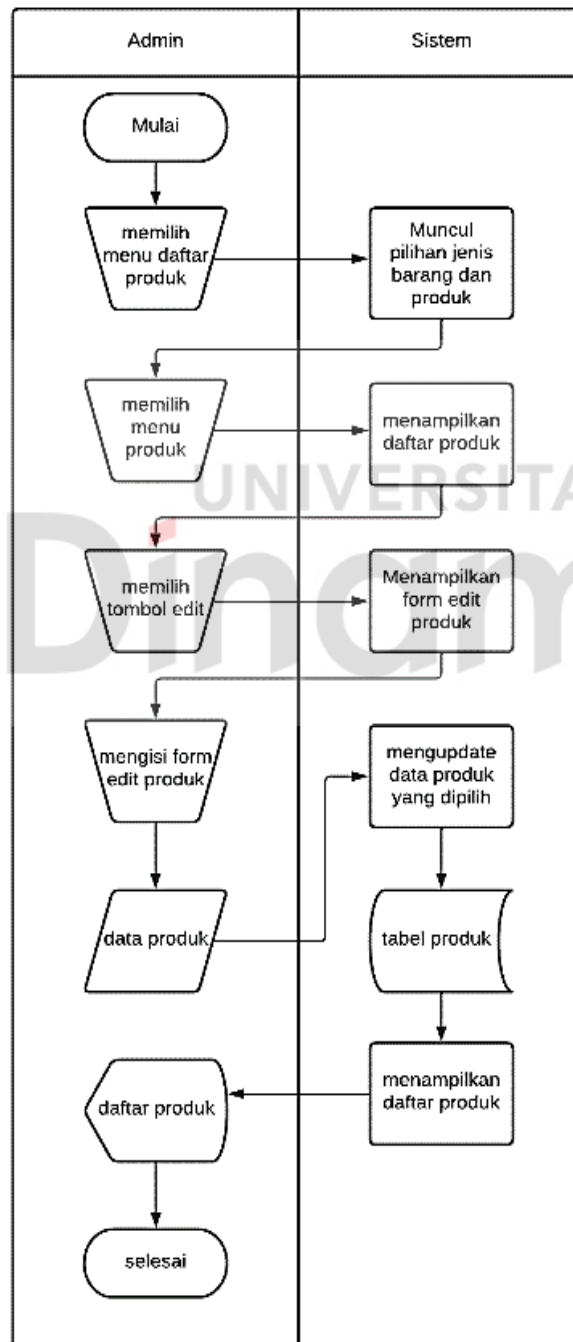 Admin
Sistem
Mulai
memilih
menu daftar
produk
Muncul
pilihan jenis
barang dan
produk
memilih
menu
produk
menampilkan
daftar produk
UNIVERSITA
Dinam
memilih
tombol edit
Menampilkan
form edit
produk
mengisi form
edit produk
mengupdate
data produk
yang dipilih
data produk
tabel produk
menampilkan
daftar produk
daftar produk
selesai